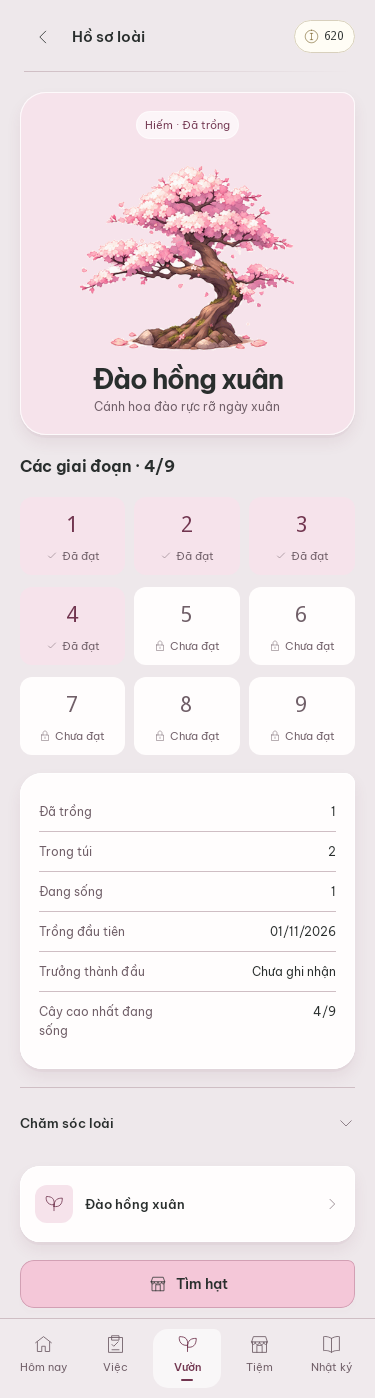 Hồ sơ loài
620
Hiếm · Đã trồng
Đào hồng xuân
Cánh hoa đào rực rỡ ngày xuân
Các giai đoạn · 4/9
1
2
3
Đã đạt
Đã đạt
Đã đạt
4
5
6
Đã đạt
Chưa đạt
Chưa đạt
7
8
9
Chưa đạt
Chưa đạt
Chưa đạt
Đã trồng 1
Trong túi 2
Đang sống 1
Trồng đầu tiên 01/11/2026
Trưởng thành đầu Chưa ghi nhận
Cây cao nhất đang 4/9
sống
Chăm sóc loài
Đào hồng xuân
Tìm hạt
Hôm nay
Việc
Vườn
Tiệm
Nhật ký